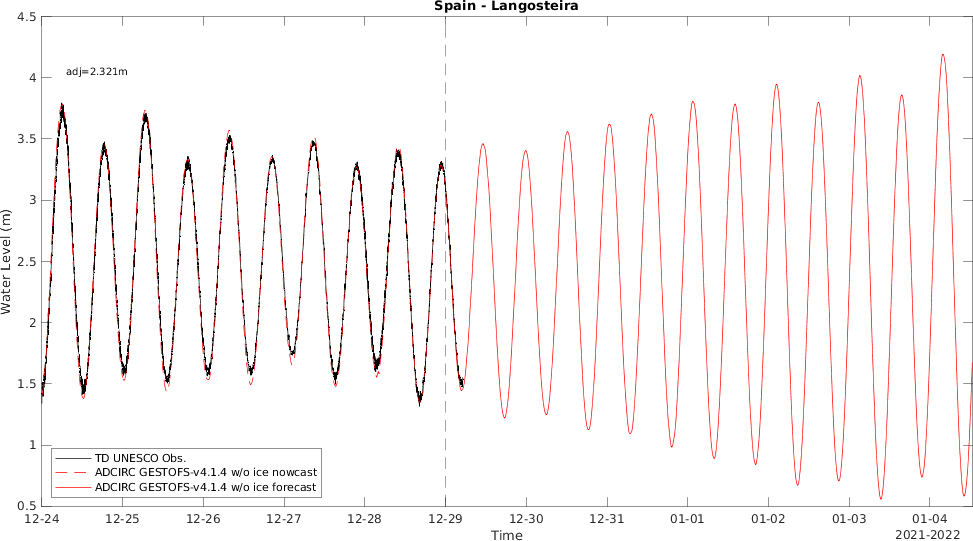 Spain - Langosteira
4.5
4
3.5
3
2.5
2
1.5
1
0.5
Water Level (m)
adj=2.321m
TD UNESCO Obs.
ADCIRC GESTOFS-v4.1.4 w/o ice nowcast
ADCIRC GESTOFS-v4.1.4 w/o ice forecast
12-24 12-25 12-26 12-27 12-28 12-29 12-30 12-31 01-01 01-02 01-03 01-04
Time
2021-2022